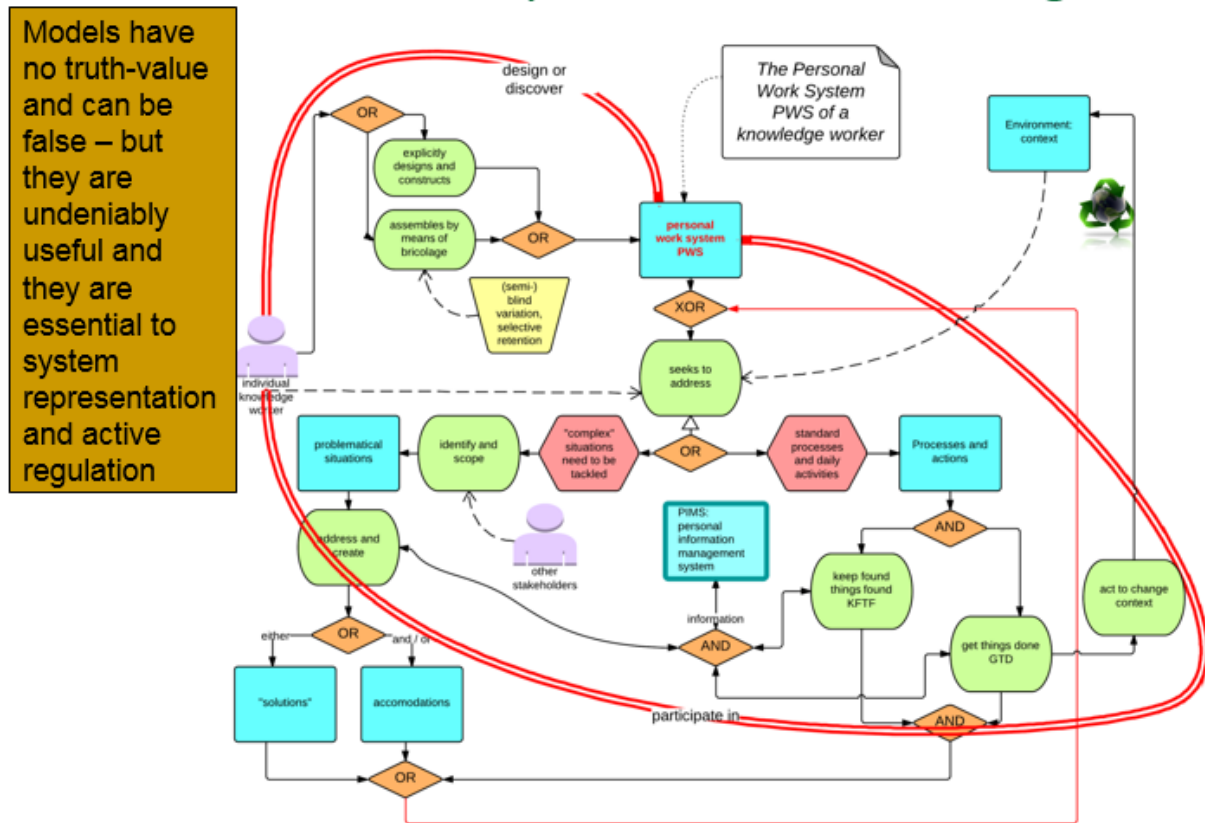 Models have
no truth-value
and can be
false – but
they are
undeniably
useful and
they are
essential to
system
representation
and active
regulation
design or
discover
The Personal
Work System
PWS of a
knowledge worker
Environment:
context
OR
explicitly
designs and
constructs
assembles by
means of
bricolage
OR
personal
work system
PWS
(semi-)
blind
variation,
selective
retention
XOR
individual
knowledge
worker
seeks to
address
problematical
situations
identify and
scope
"complex"
situations
need to be
tackled
OR
standard
processes
and daily
activities
Processes and
actions
PIMS:
personal
information
management
system
AND
address and
create
other
stakeholders
keep found
things found
KFTF
act to change
context
information
AND
get things done
GTD
either
OR
and / or
"solutions"
accomodations
participate in
AND
OR